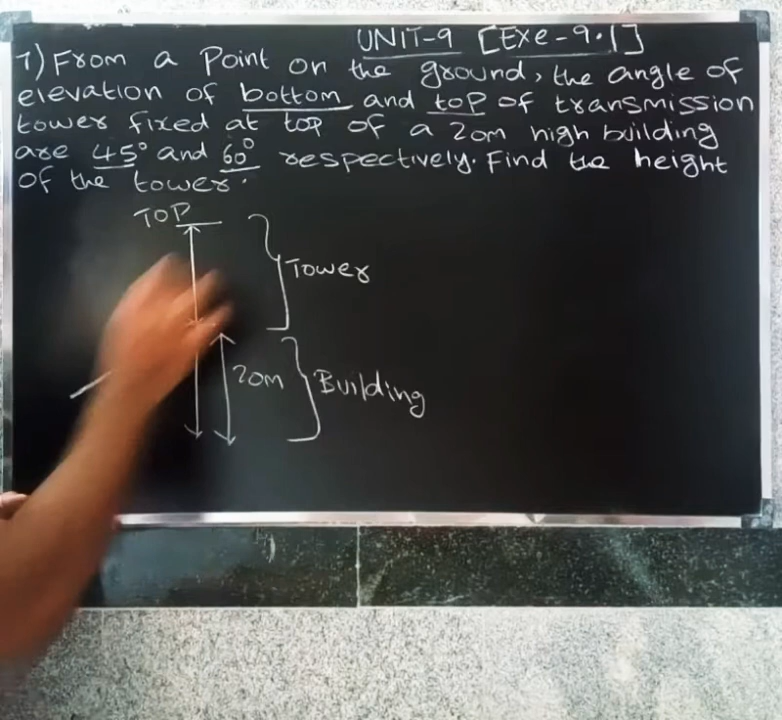 UNIT-9 [Exe-9.1]
7) From a Point on the ground, the angle of
elevation of bottom and top of transmission
tower fixed at top of a 20m high building
are 45° and 60° respectively. Find the height
of the tower.
TOP
Tower
20m
Building